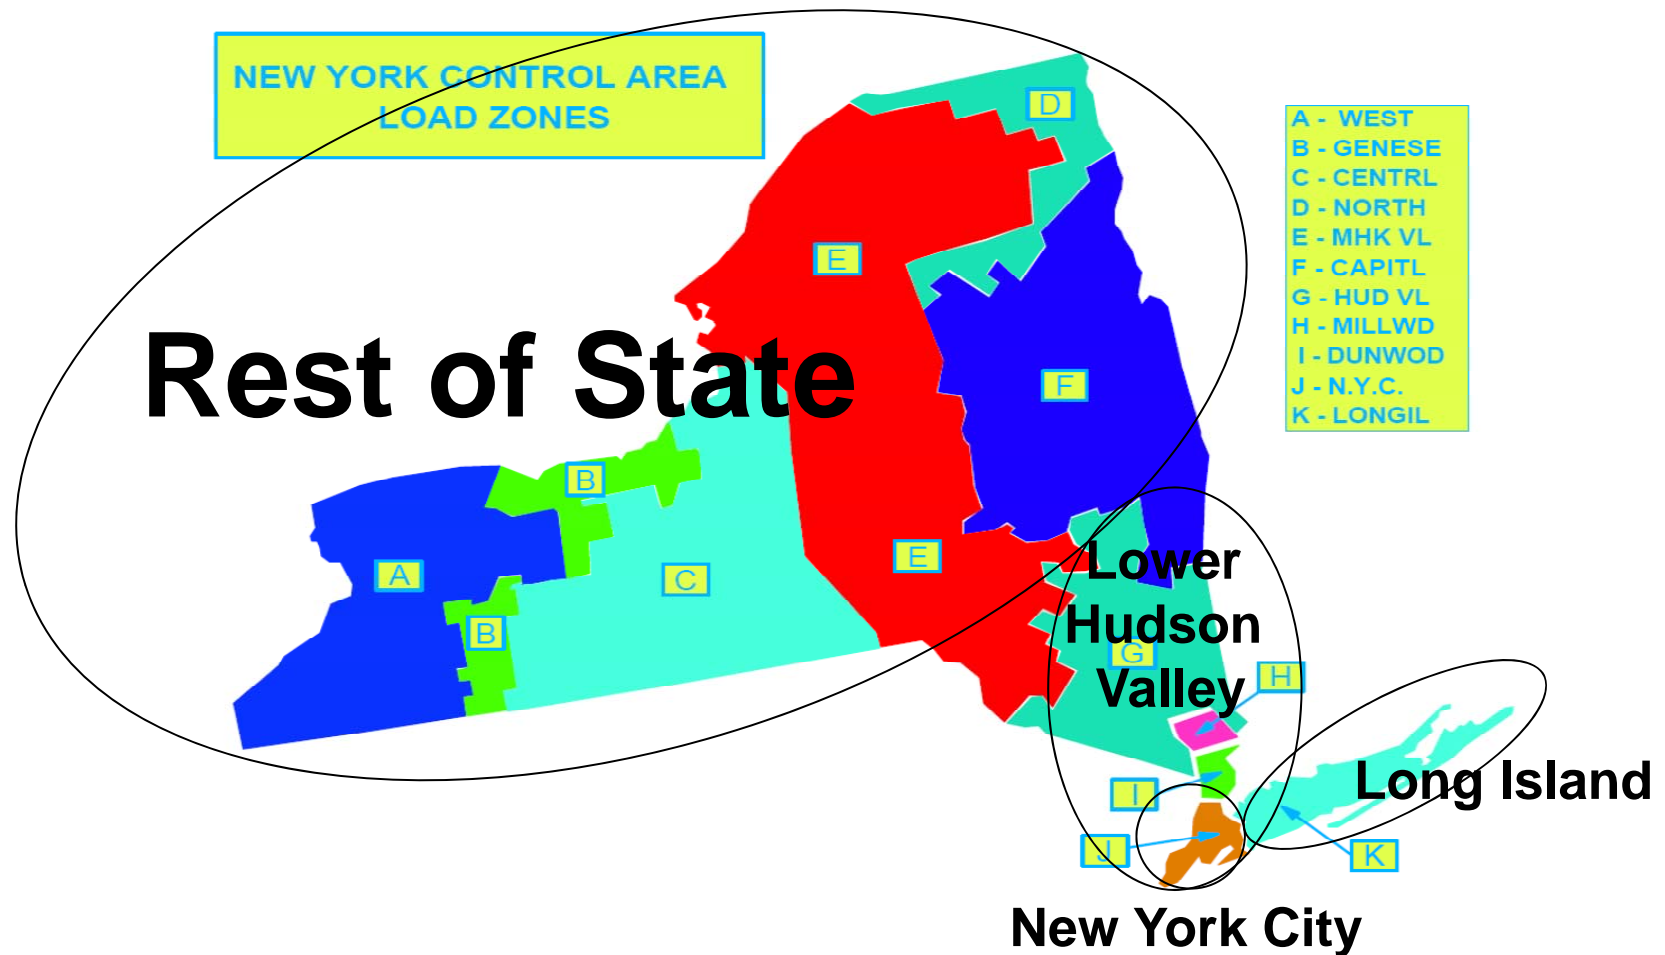 NEW YORK CONTROL AREA
LOAD ZONES
D
A - WEST
B - GENESE
C - CENTRL
D - NORTH
E - MHK VL
F - CAPITL
G - HUD VL
H - MILLWD
I - DUNWOD
J - N.Y.C.
K - LONGIL
E
Rest of State
F
B
A
C
E
B
Lower
Hudson
Valley
G
H
I
Long Island
J
K
New York City